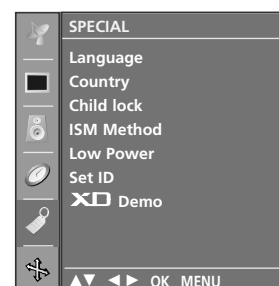 SPECIAL
Language
Country
Child lock
ISM Method
Low Power
Set ID
XD Demo
▲▼ ◄► OK MENU